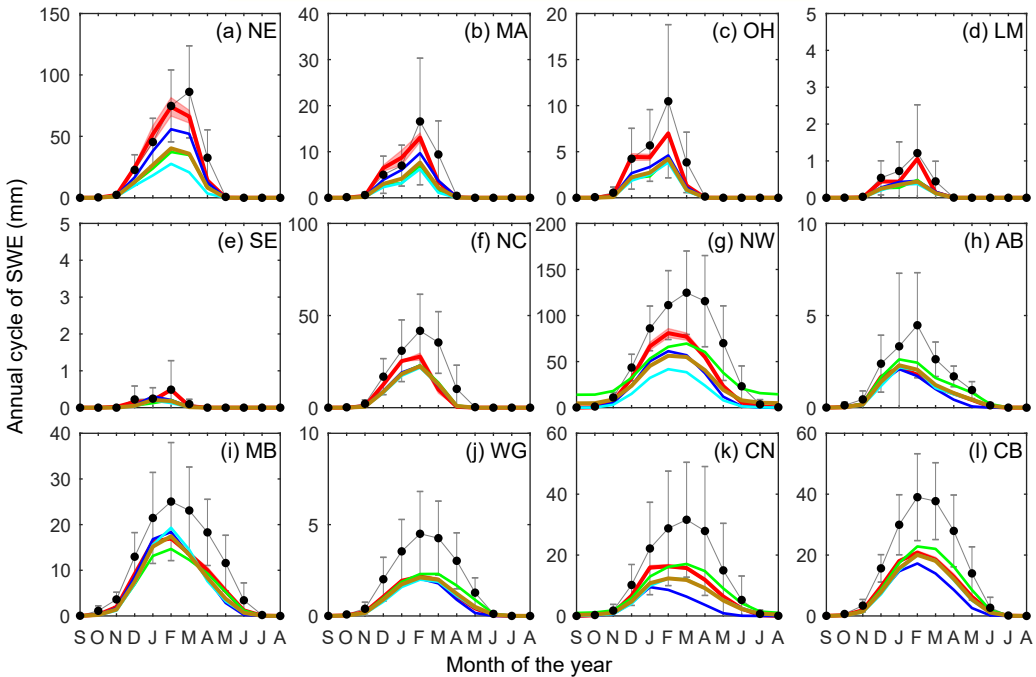 150 (a) NE 40 (b) MA 20 (c) OH 5 (d) LM
100 30 15 4
3
50 20 10 2
10 5 1
0 0 0 0
5 (e) SE 100 (f) NC 200 (g) NW 10 (h) AB
4 150
3 50 100 5
2
1 50
0 0 0 0
40 (i) MB 10 (j) WG 60 (k) CN 60 (l) CB
30 40 40
20 5
10 20 20
0 0 0 0
S O N D J F M A M J J A S O N D J F M A M J J A S O N D J F M A M J J A S O N D J F M A M J J A
Month of the year
Annual cycle of SWE (mm)